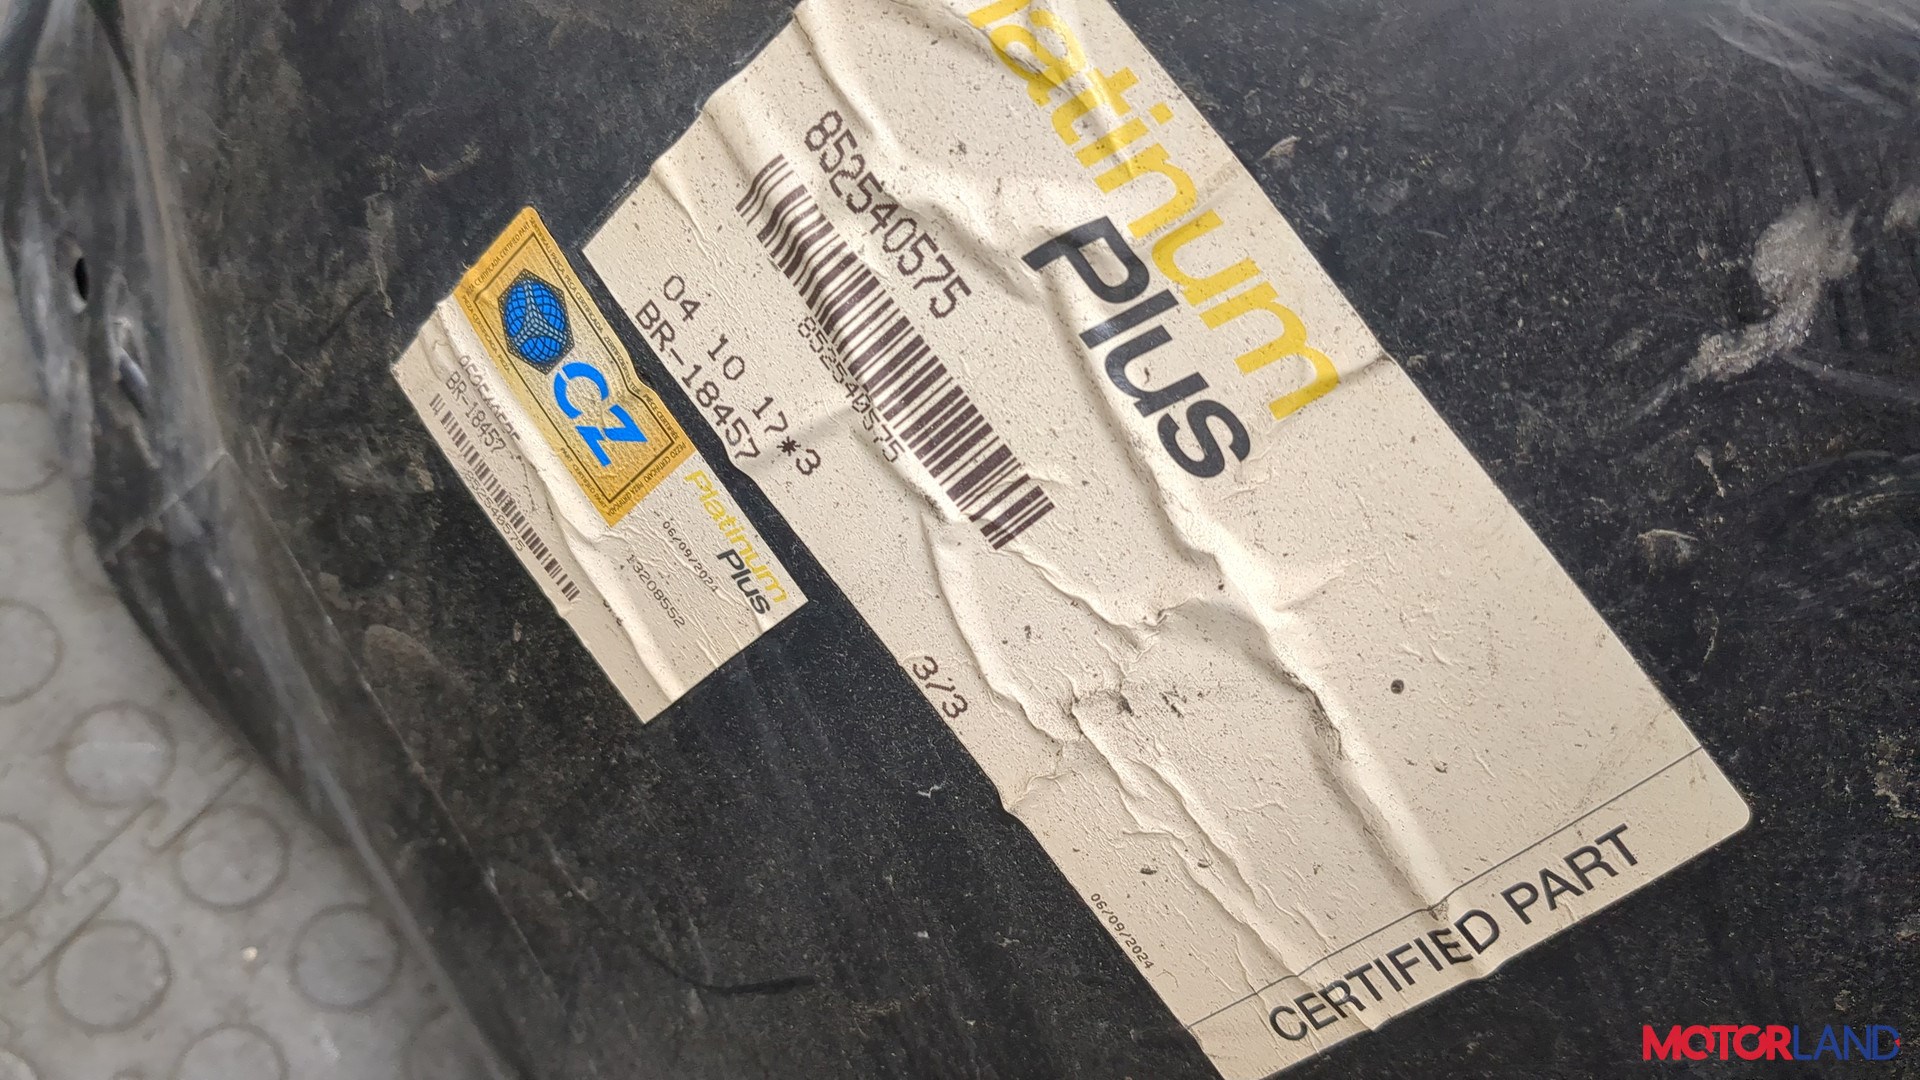 latinum
Plus
8525540575
852540575
04 10 17*3
BR-18457
3/3
06/09/2024
CERTIFIED PART
CZ
Platinum
Plus
06/09/2024
13208552
BR-18457
MOTORLAND